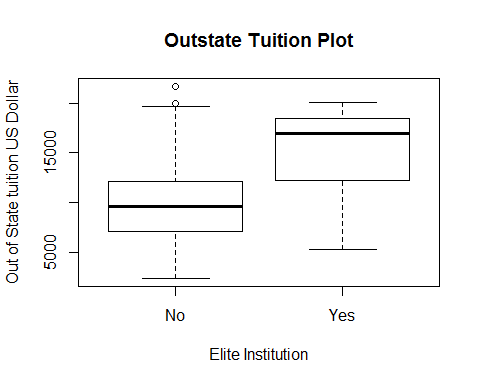 Outstate Tuition Plot
Out of State tuition US Dollar
15000
5000
No Yes
Elite Institution